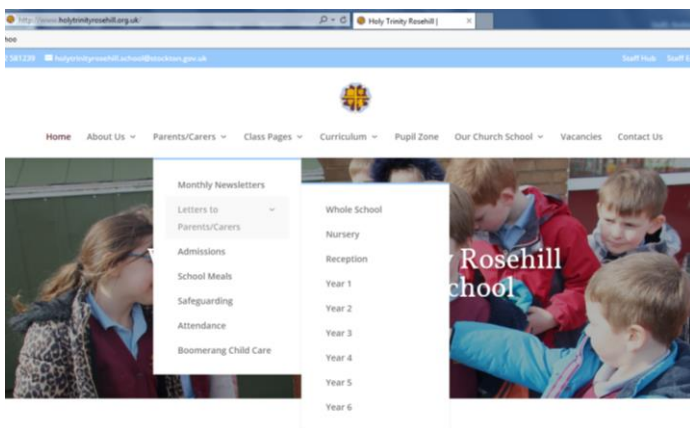 http://www.holytrinityrosehill.org.uk/
Holy Trinity Rosehill |
hoo
581239 holytrinityrosehill.school@stockton.gov.uk
Staff Hub Staff E
Home About Us Parents/Carers Class Pages Curriculum Pupil Zone Our Church School Vacancies Contact Us
Monthly Newsletters
Letters to
Parents/Carers
Admissions
School Meals
Safeguarding
Attendance
Boomerang Child Care
Whole School
Nursery
Reception
Year 1
Year 2
Year 3
Year 4
Year 5
Year 6
Rosehill
chool